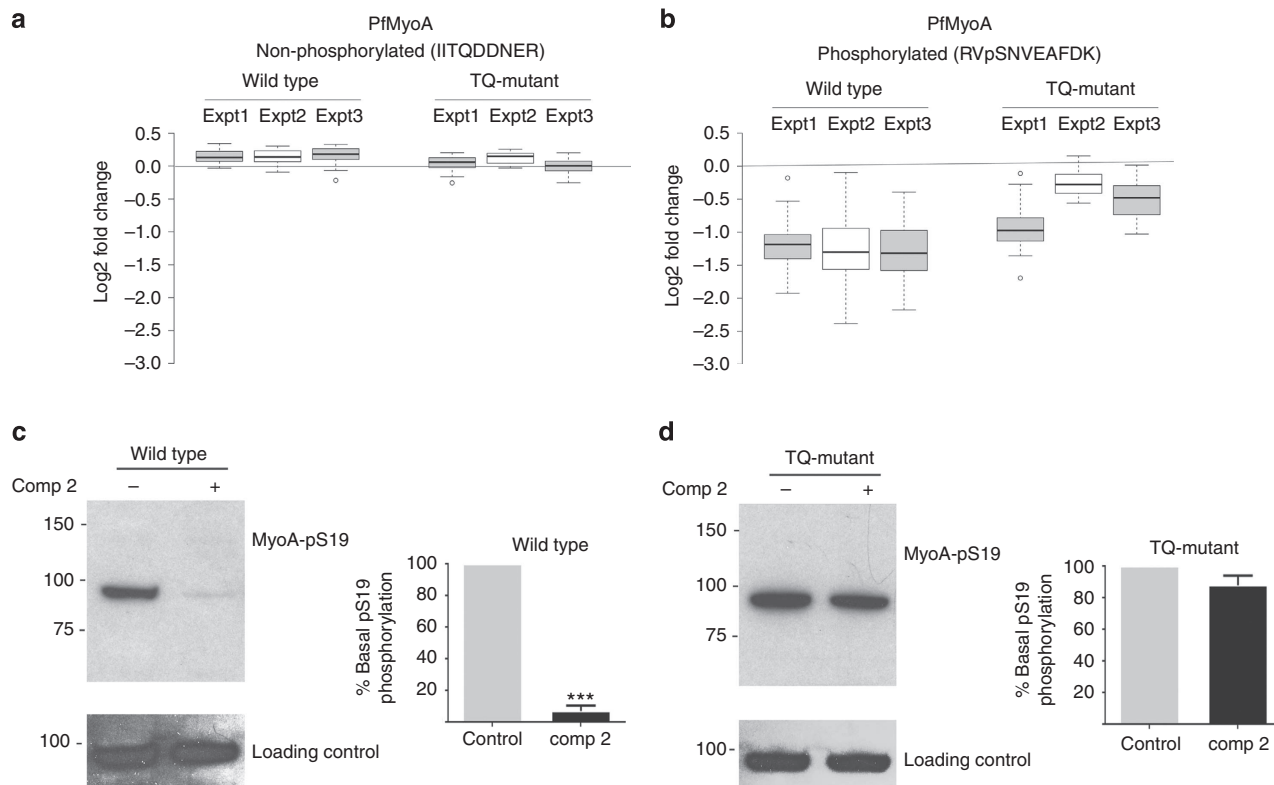 a
PfMyoA
Non-phosphorylated (IITQDDNER)
Wild type TQ-mutant
Expt1 Expt2 Expt3 Expt1 Expt2 Expt3
Log2 fold change
0.5
0.0
–0.5
–1.0
–1.5
–2.0
–2.5
–3.0
b
PfMyoA
Phosphorylated (RVpSNVEAFDK)
Wild type TQ-mutant
Expt1 Expt2 Expt3 Expt1 Expt2 Expt3
Log2 fold change
0.5
0.0
–0.5
–1.0
–1.5
–2.0
–2.5
–3.0
c
Wild type
Comp 2 – +
150
MyoA-pS19
100
75
100
Loading control
Wild type
% Basal pS19
phosphorylation
100
80
60
40
20
***
Control comp 2
d
TQ-mutant
Comp 2 – +
150
MyoA-pS19
100
75
100
Loading control
TQ-mutant
% Basal pS19
phosphorylation
100
80
60
40
20
Control comp 2